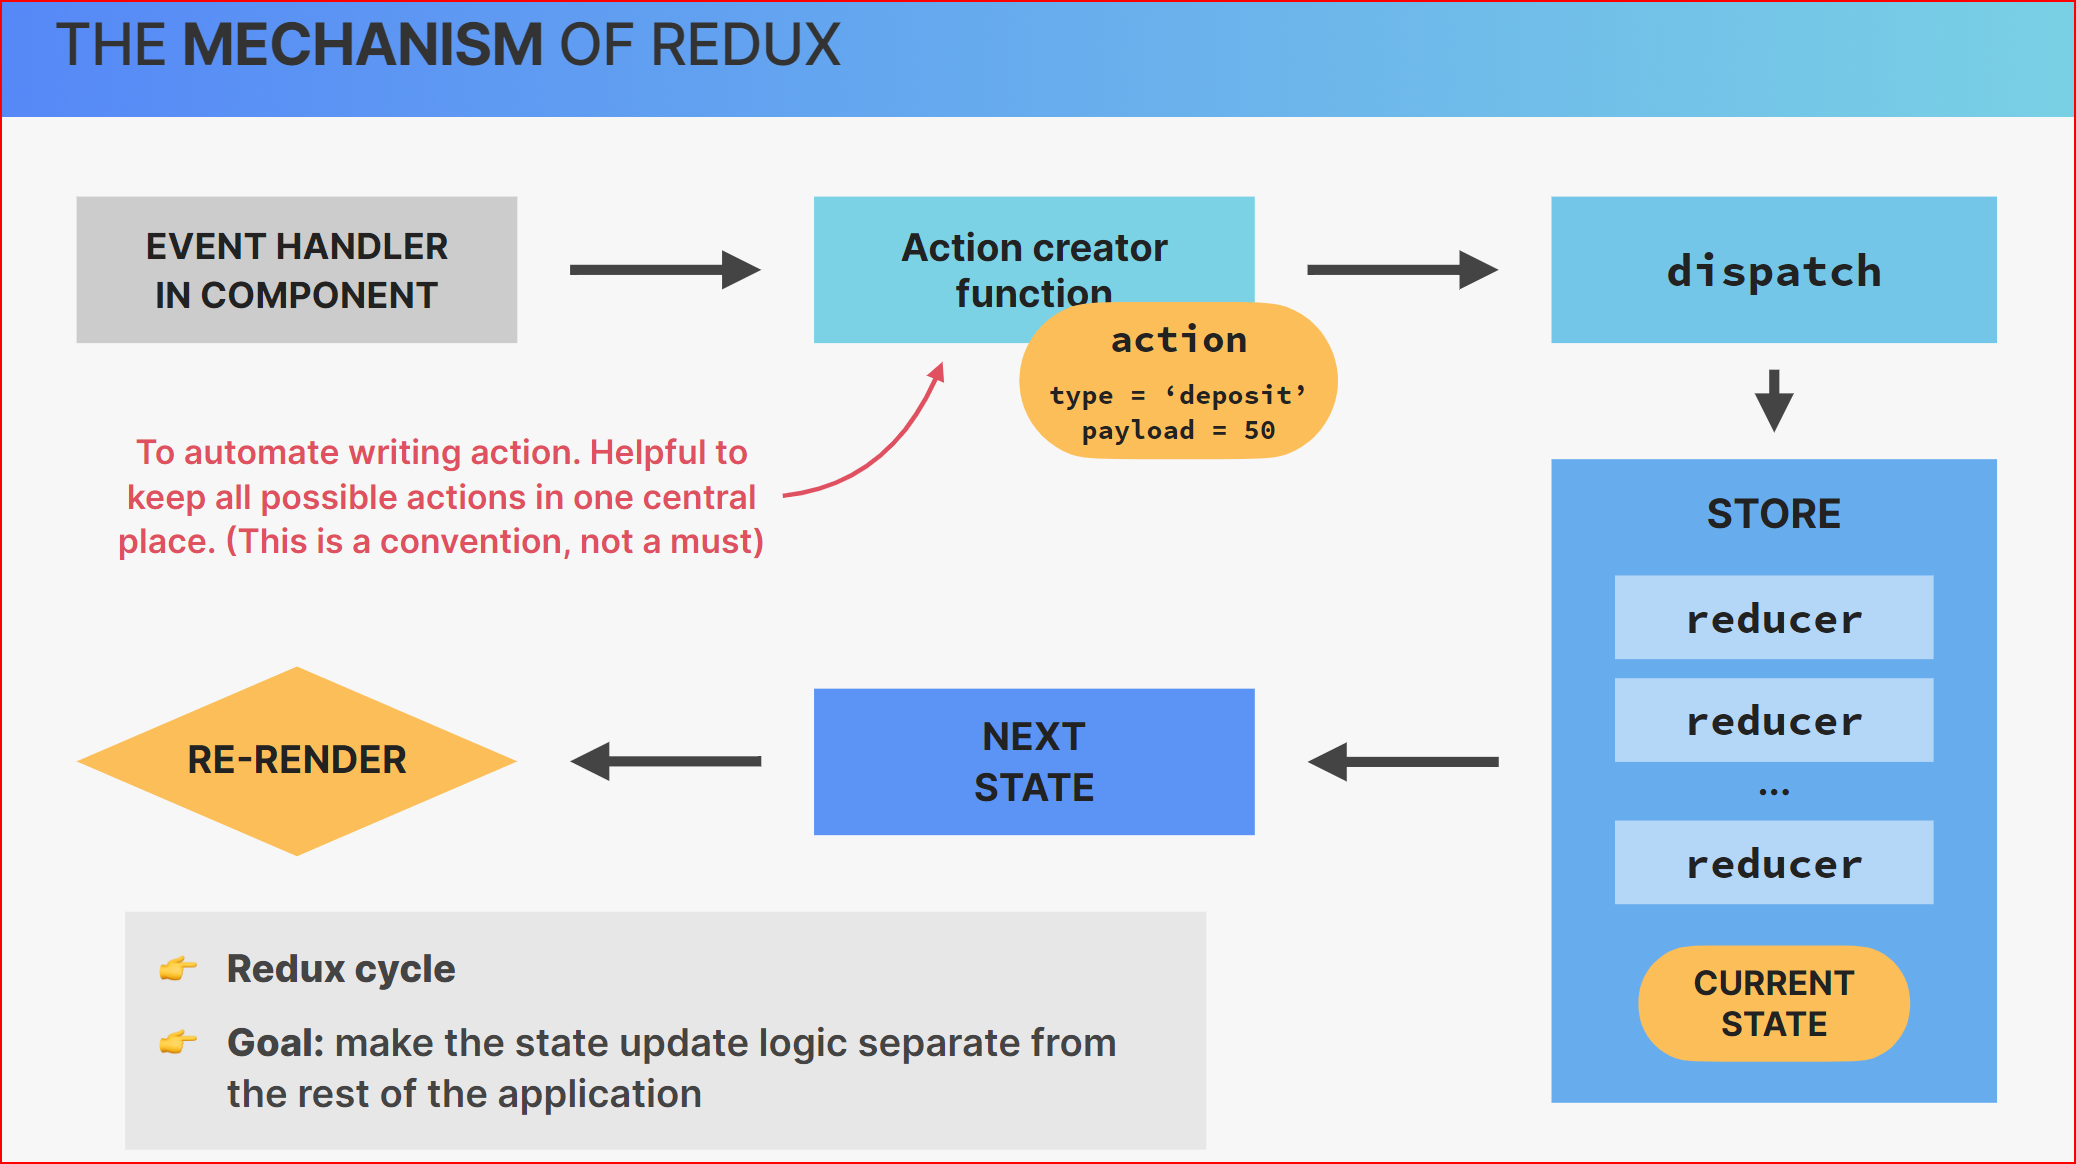 THE MECHANISM OF REDUX
EVENT HANDLER
IN COMPONENT
Action creator
function
action
type = ‘deposit’
payload = 50
dispatch
To automate writing action. Helpful to
keep all possible actions in one central
place. (This is a convention, not a must)
STORE
reducer
reducer
...
reducer
CURRENT
STATE
NEXT
STATE
RE-RENDER
👉 Redux cycle
👉 Goal: make the state update logic separate from
the rest of the application